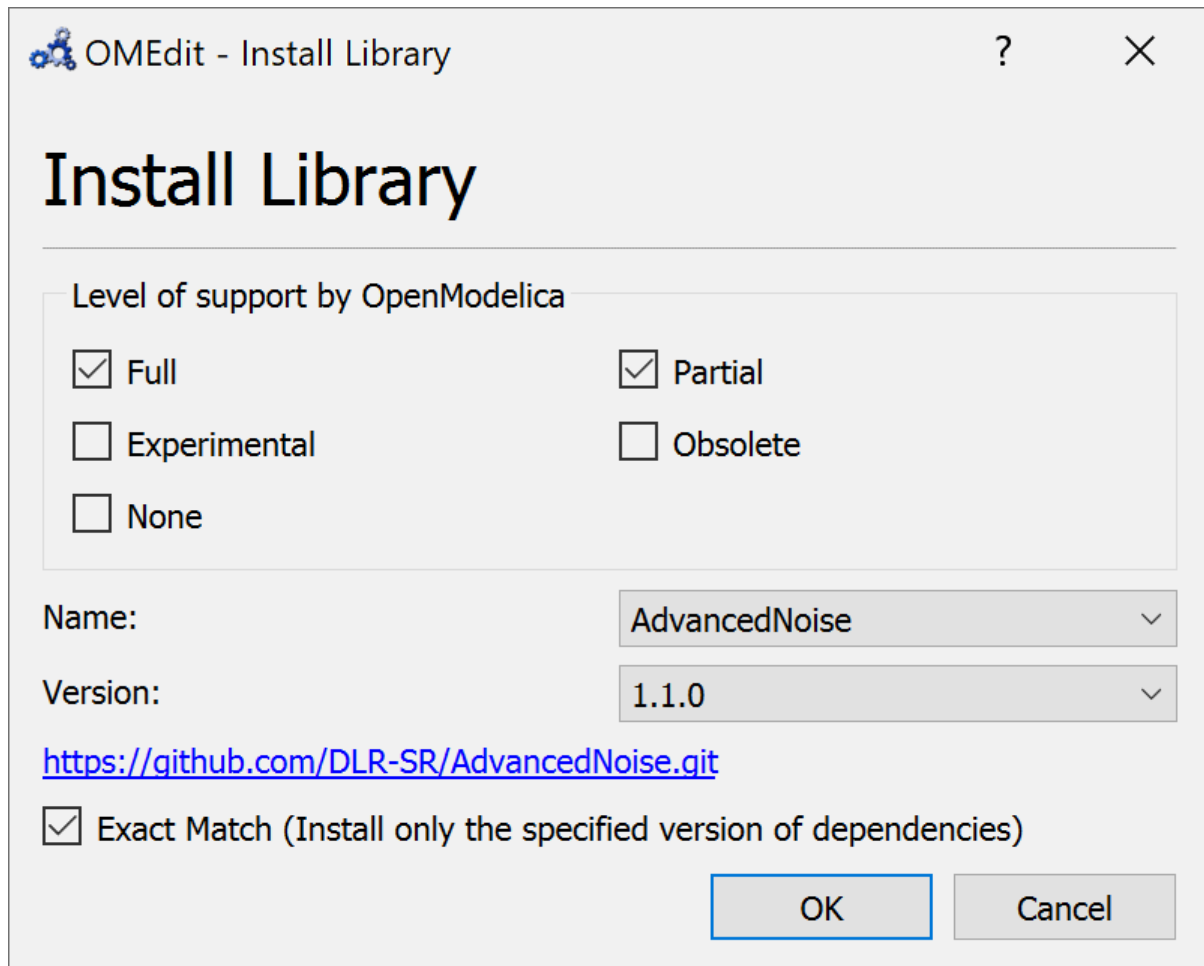 OMEdit - Install Library ?
Install Library
Level of support by OpenModelica
Full Partial
Experimental Obsolete
None
Name: AdvancedNoise
Version: 1.1.0
https://github.com/DLR-SR/AdvancedNoise.git
Exact Match (Install only the specified version of dependencies)
OK Cancel